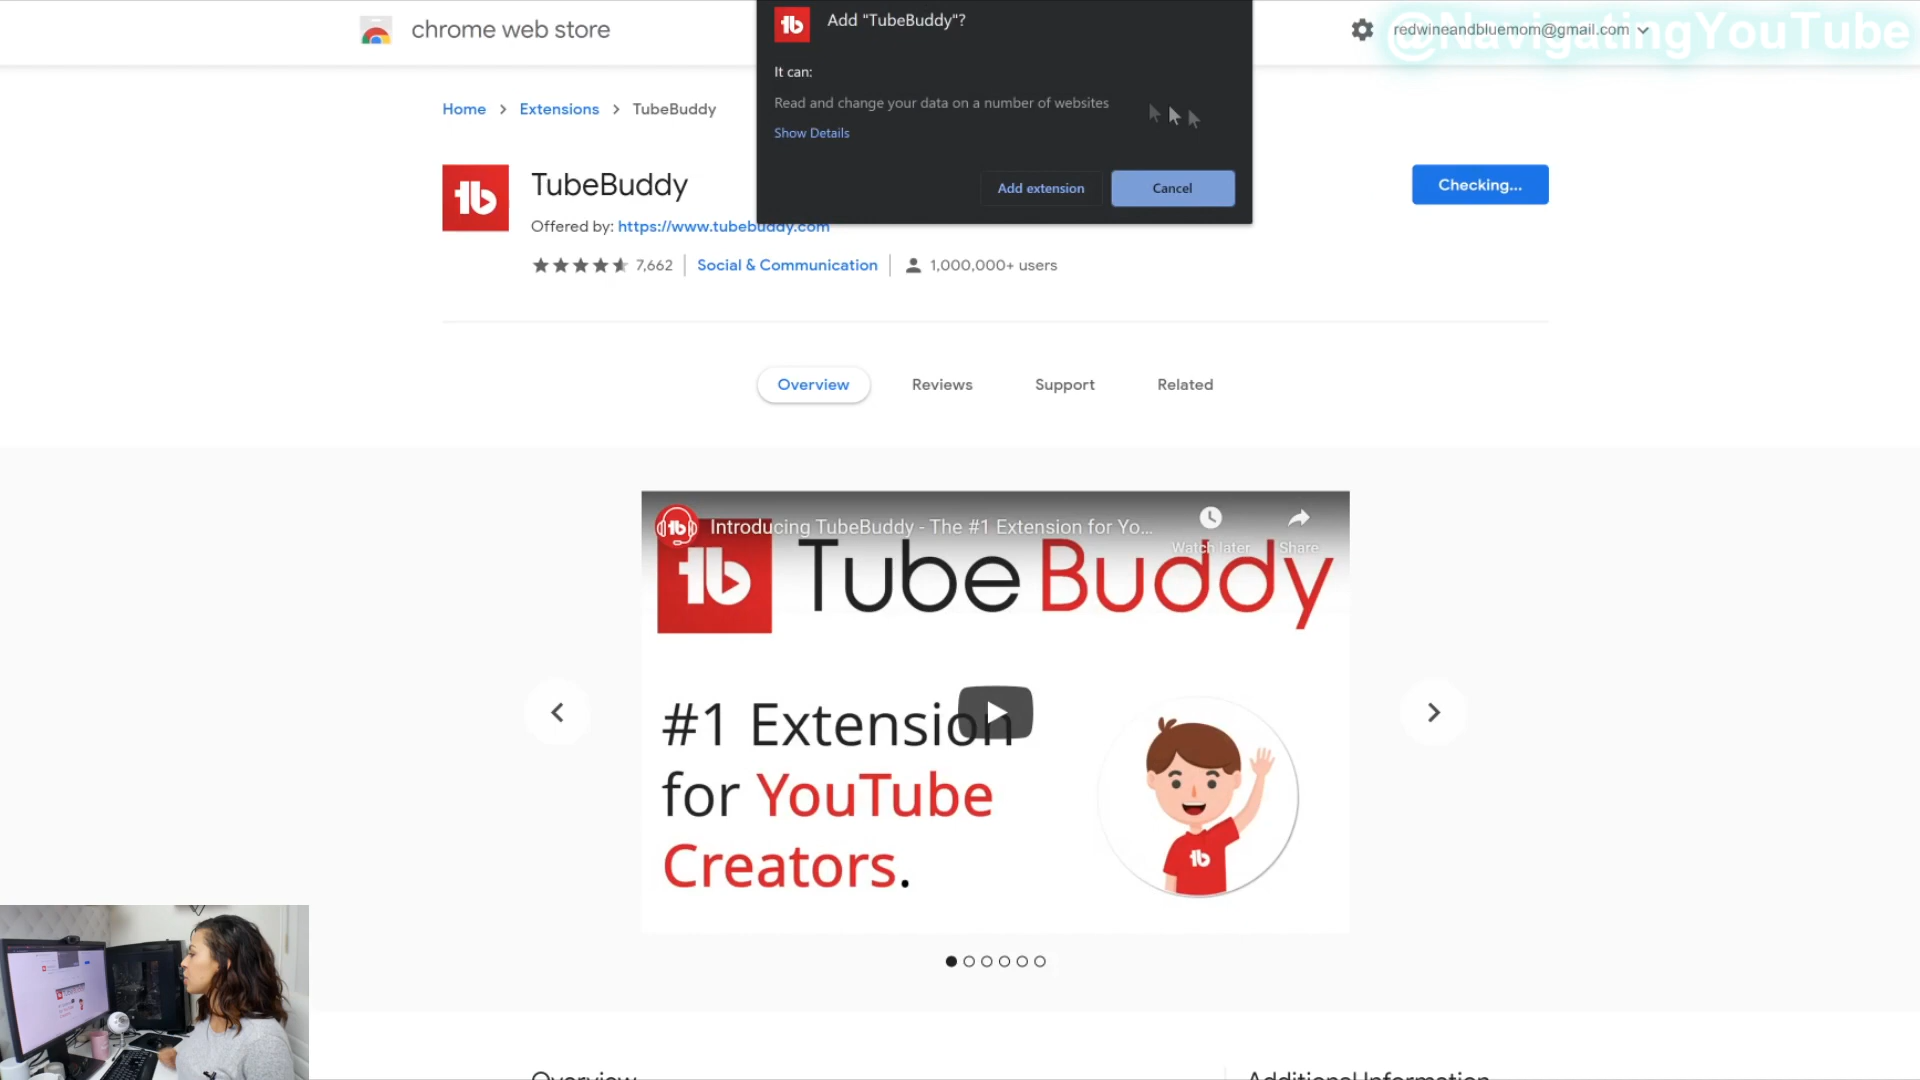 chrome web store
Add "TubeBuddy"?
redwineandbluemom@gmail.com
@NavigatingYouTube
It can:
Read and change your data on a number of websites
Show Details
Add extension
Cancel
Home > Extensions > TubeBuddy
TubeBuddy
Checking...
Offered by: https://www.tubebuddy.com
7,662
Social & Communication
1,000,000+ users
Overview
Reviews
Support
Related
Introducing TubeBuddy - The #1 Extension for Yo...
Watch later
Share
TubeBuddy
#1 Extension
for YouTube
Creators.
Overview
Additional Information